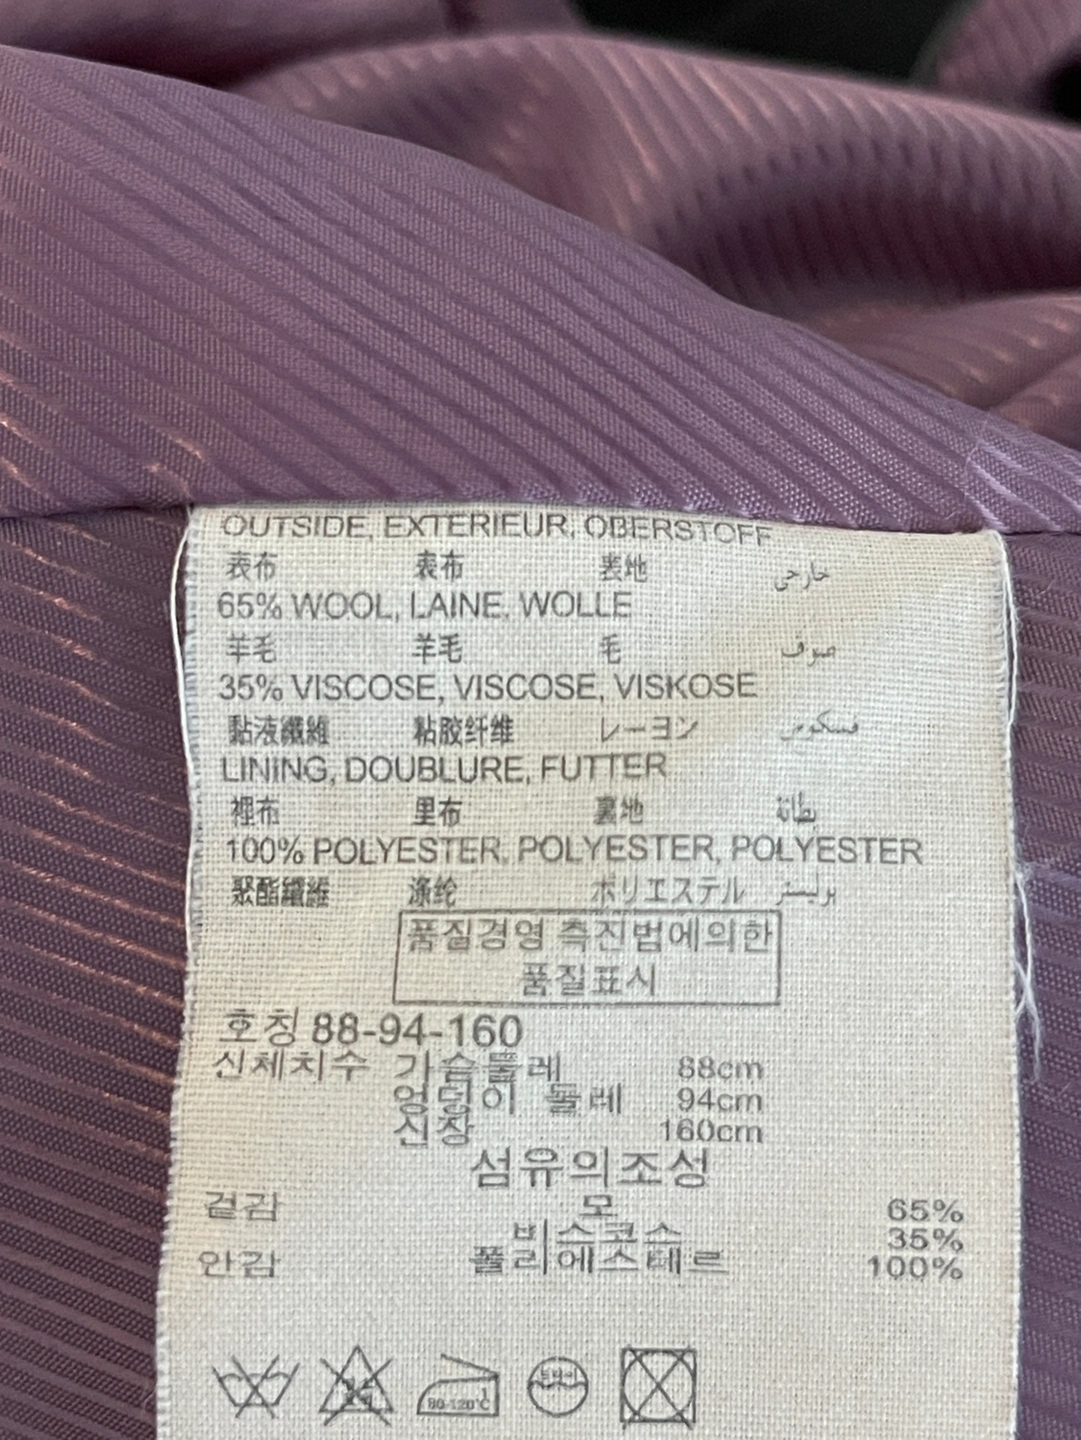 OUTSIDE, EXTERIEUR, OBERSTOFF
表布 表布 表地 خارجي
65% WOOL, LAINE, WOLLE
羊毛 羊毛 毛 صوف
35% VISCOSE, VISCOSE, VISKOSE
黏液纖維 粘胶纤维 レーヨン فسكوس
LINING, DOUBLURE, FUTTER
裡布 里布 裏地 بطانة
100% POLYESTER, POLYESTER, POLYESTER
聚酯纖維 涤纶 ポリエステル بوليستر
품질경영 촉진법에의한
품질표시
호칭 88-94-160
신체치수 가슴둘레 88cm
엉덩이 둘레 94cm
신장 160cm
섬유의조성
겉감 모 65%
비스코스 35%
안감 폴리에스테르 100%
80-120℃